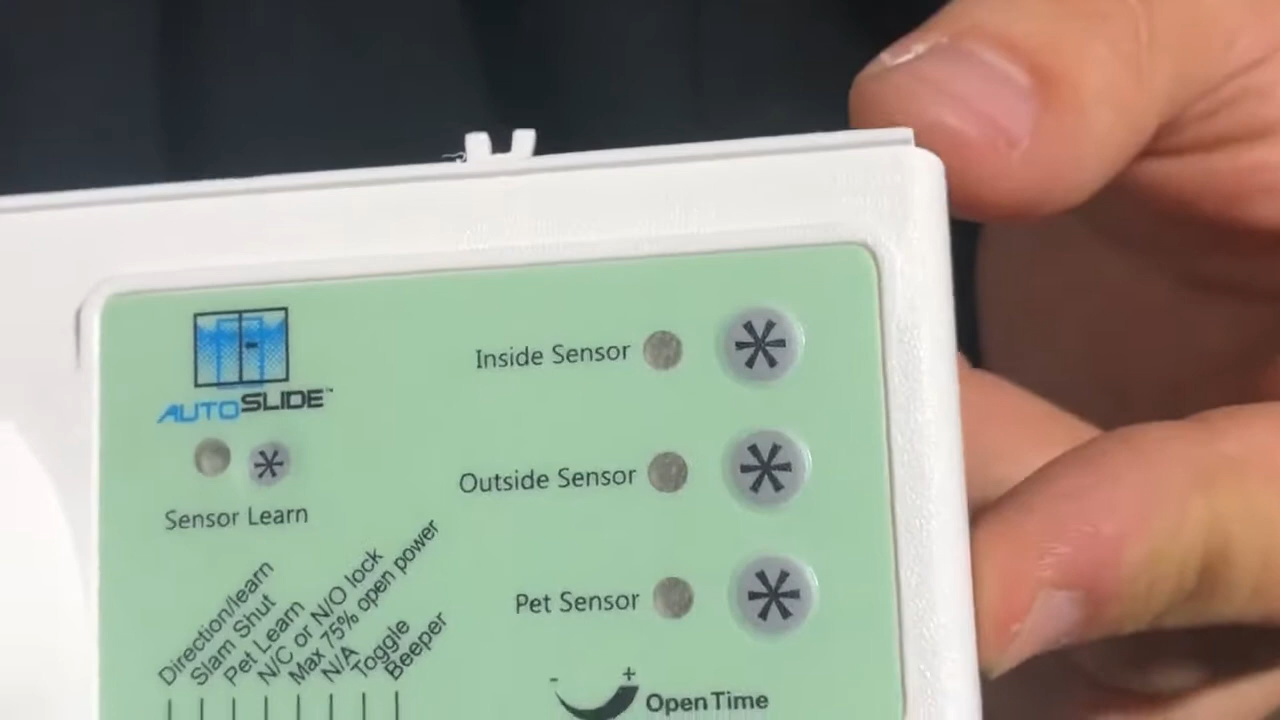 AUTOSLIDE™
Sensor Learn
Inside Sensor *
Outside Sensor *
Pet Sensor *
Direction/learn
Slam Shut
Pet Learn
N/C or N/O lock
Max 75% open power
N/A
Toggle
Beeper
- +
Open Time